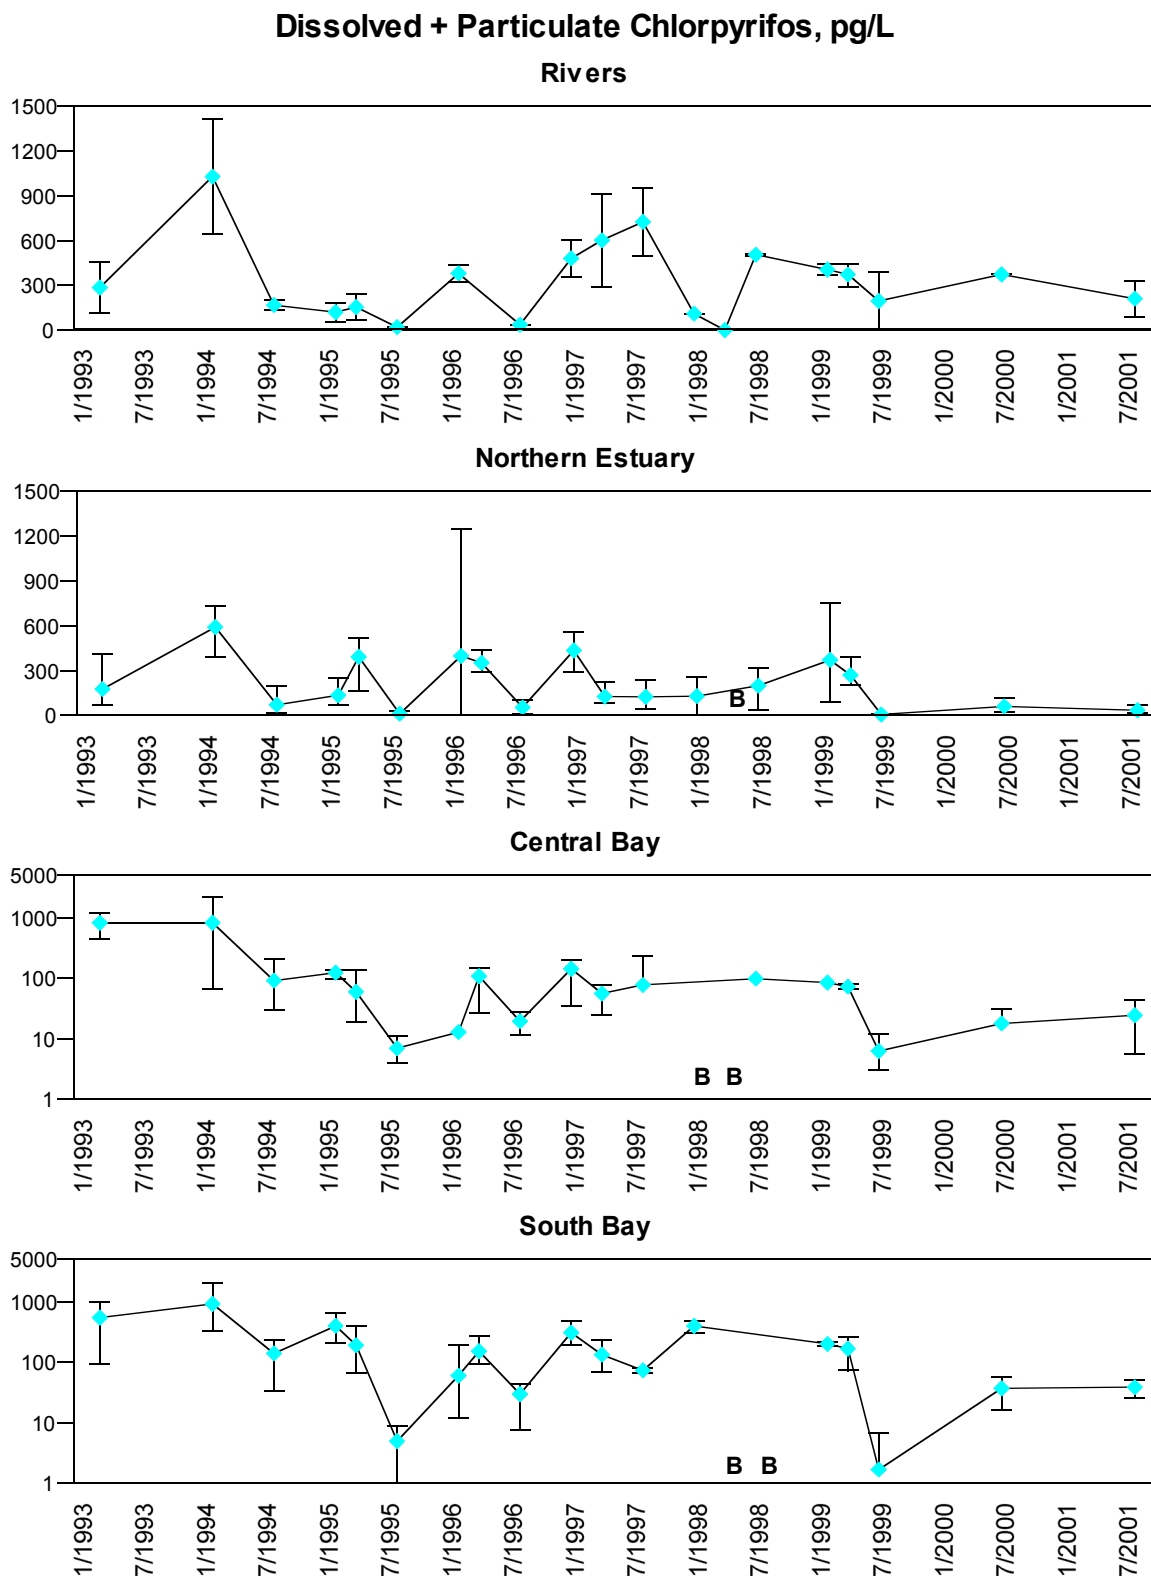 Dissolved + Particulate Chlorpyrifos, pg/L
Rivers
1500
1200
900
600
300
0
1/1993 7/1993 1/1994 7/1994 1/1995 7/1995 1/1996 7/1996 1/1997 7/1997 1/1998 7/1998 1/1999 7/1999 1/2000 7/2000 1/2001 7/2001
Northern Estuary
1500
1200
900
600
300
B
0
1/1993 7/1993 1/1994 7/1994 1/1995 7/1995 1/1996 7/1996 1/1997 7/1997 1/1998 7/1998 1/1999 7/1999 1/2000 7/2000 1/2001 7/2001
Central Bay
5000
1000
100
10
B B
1
1/1993 7/1993 1/1994 7/1994 1/1995 7/1995 1/1996 7/1996 1/1997 7/1997 1/1998 7/1998 1/1999 7/1999 1/2000 7/2000 1/2001 7/2001
South Bay
5000
1000
100
10
B B
1
1/1993 7/1993 1/1994 7/1994 1/1995 7/1995 1/1996 7/1996 1/1997 7/1997 1/1998 7/1998 1/1999 7/1999 1/2000 7/2000 1/2001 7/2001